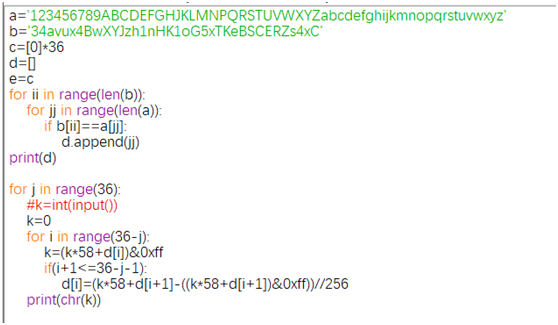 a='123456789ABCDEFGHJKLMNPQRSTUVWXYZabcdefghijkmnopqrstuvwxyz'
b='34avux4BwXYJzh1nHK1oG5xTKeBSCERZs4xC'
c=[0]*36
d=[]
e=c
for ii in range(len(b)):
    for jj in range(len(a)):
        if b[ii]==a[jj]:
            d.append(jj)
print(d)

for j in range(36):
    #k=int(input())
    k=0
    for i in range(36-j):
        k=(k*58+d[i])&0xff
        if(i+1<=36-j-1):
            d[i]=(k*58+d[i+1]-((k*58+d[i+1])&0xff))//256
    print(chr(k))